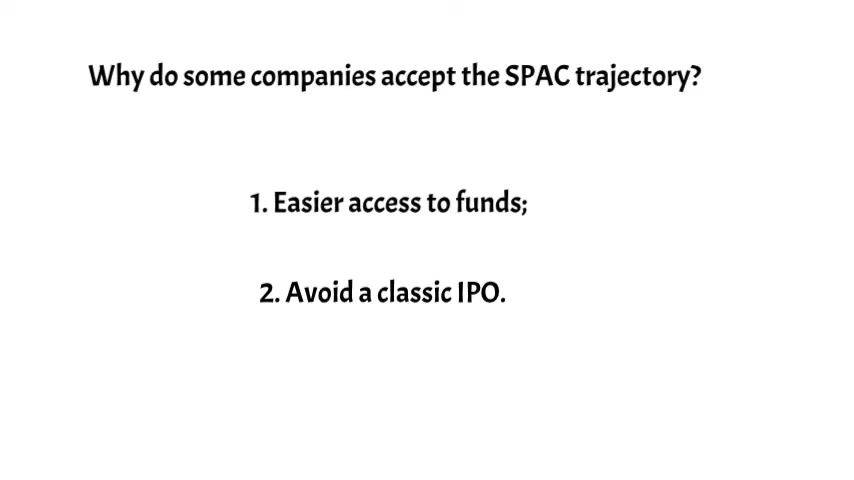 Why do some companies accept the SPAC trajectory?
1. Easier access to funds;
2. Avoid a classic IPO.